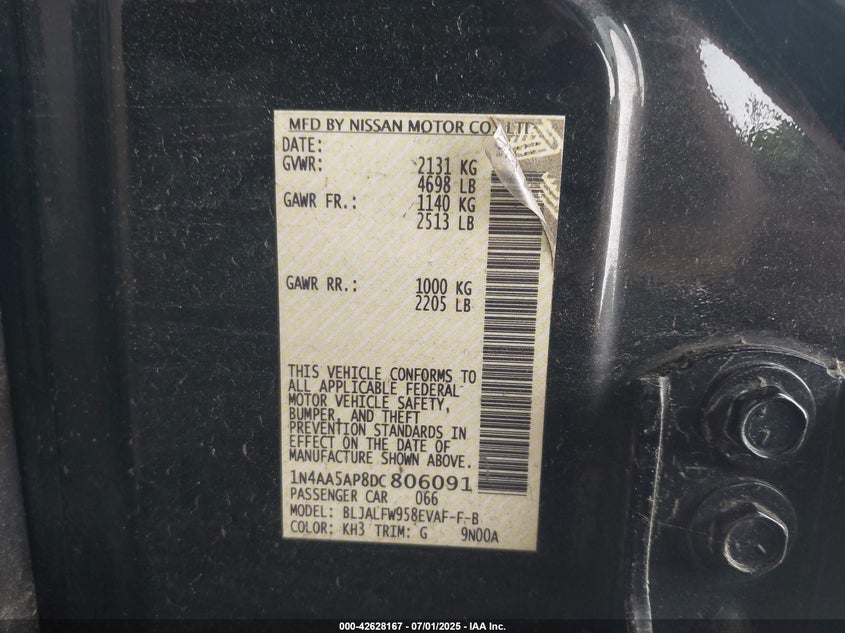 MFD BY NISSAN MOTOR CO., LTD
DATE:
GVWR: 2131 KG
4698 LB
GAWR FR.: 1140 KG
2513 LB
GAWR RR.: 1000 KG
2205 LB
THIS VEHICLE CONFORMS TO
ALL APPLICABLE FEDERAL
MOTOR VEHICLE SAFETY,
BUMPER, AND THEFT
PREVENTION STANDARDS IN
EFFECT ON THE DATE OF
MANUFACTURE SHOWN ABOVE.
1N4AA5AP8DC806091
PASSENGER CAR 066
MODEL: BLJALFW958EVAF-F-B
COLOR: KH3 TRIM: G 9N00A
000-42628167 - 07/01/2025 - IAA Inc.